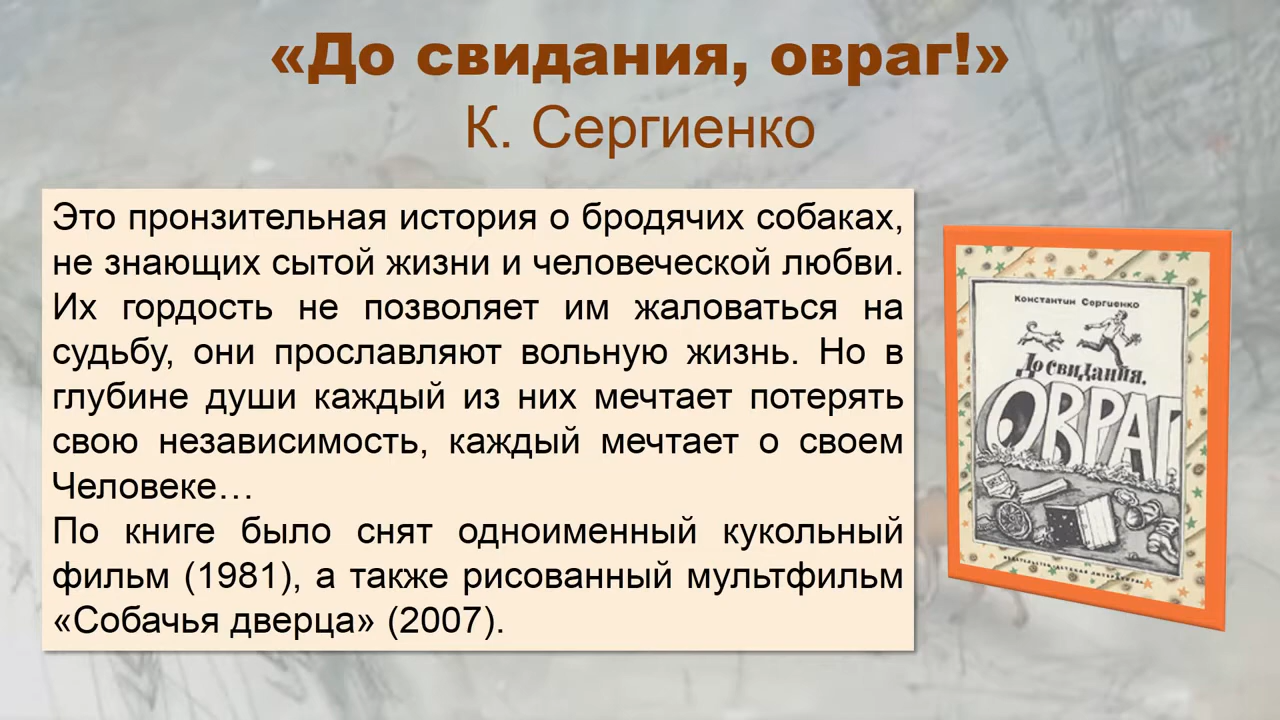 «До свидания, овраг!»
К. Сергиенко
Это пронзительная история о бродячих собаках,
не знающих сытой жизни и человеческой любви.
Их гордость не позволяет им жаловаться на
судьбу, они прославляют вольную жизнь. Но в
глубине души каждый из них мечтает потерять
свою независимость, каждый мечтает о своем
Человеке...
По книге было снят одноименный кукольный
фильм (1981), а также рисованный мультфильм
«Собачья дверца» (2007).
Константин Сергиенко
До свидания,
ОВРАГ
ИЗДАТЕЛЬСТВО «ДЕТСКАЯ ЛИТЕРАТУРА»